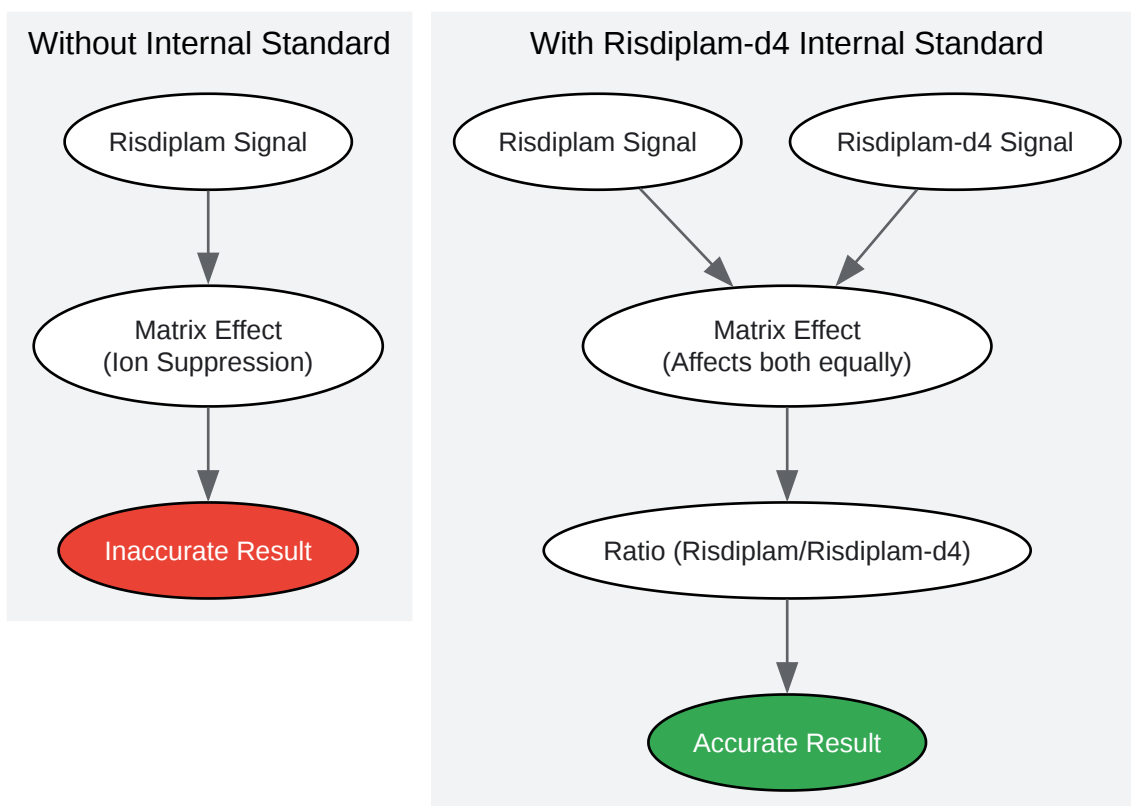 Without Internal Standard
Risdiplam Signal
Matrix Effect
(Ion Suppression)
Inaccurate Result
With Risdiplam-d4 Internal Standard
Risdiplam Signal
Risdiplam-d4 Signal
Matrix Effect
(Affects both equally)
Ratio (Risdiplam/Risdiplam-d4)
Accurate Result